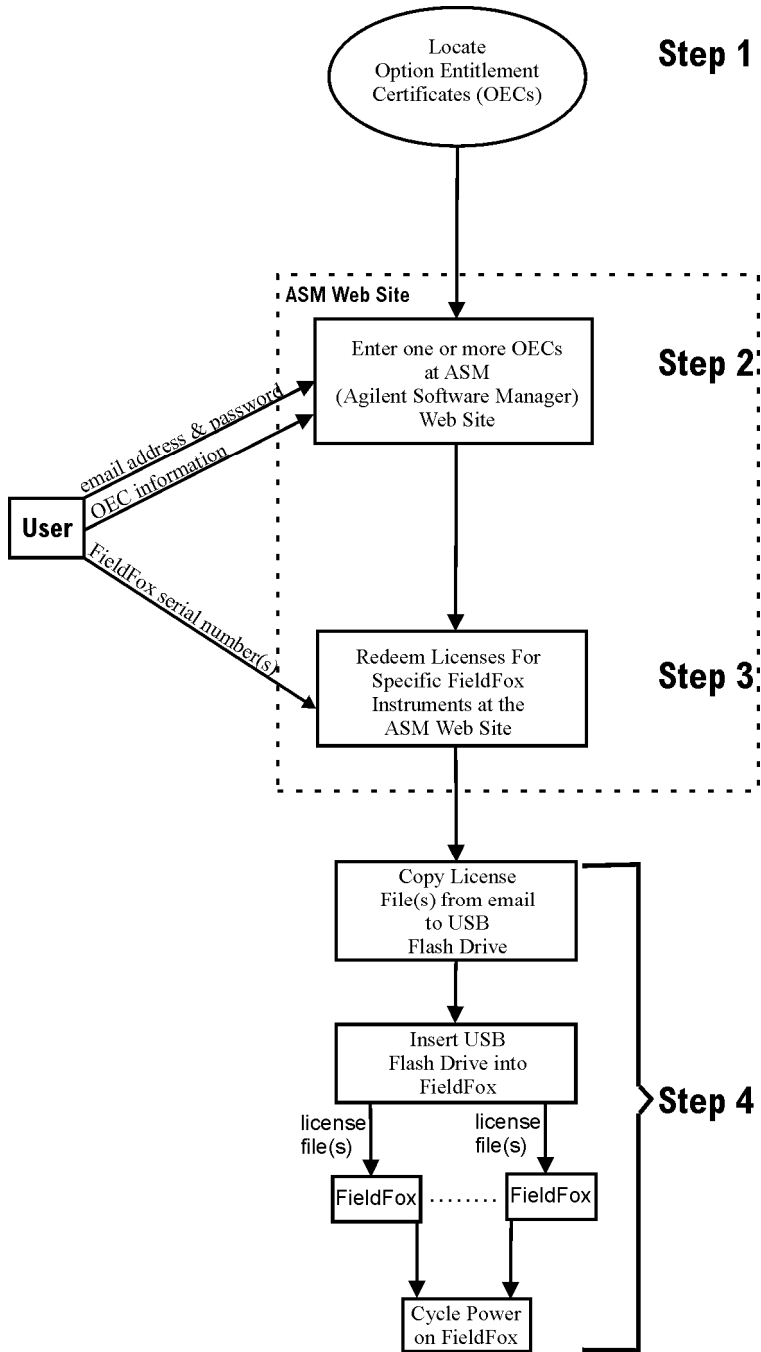 Locate
Option Entitlement
Certificates (OECs)
Step 1
ASM Web Site
Enter one or more OECs
at ASM
(Agilent Software Manager)
Web Site
Step 2
email address & password
OEC information
User
FieldFox serial number(s)
Redeem Licenses For
Specific FieldFox
Instruments at the
ASM Web Site
Step 3
Copy License
File(s) from email
to USB
Flash Drive
Insert USB
Flash Drive into
FieldFox
Step 4
license
file(s)
license
file(s)
FieldFox ........ FieldFox
Cycle Power
on FieldFox